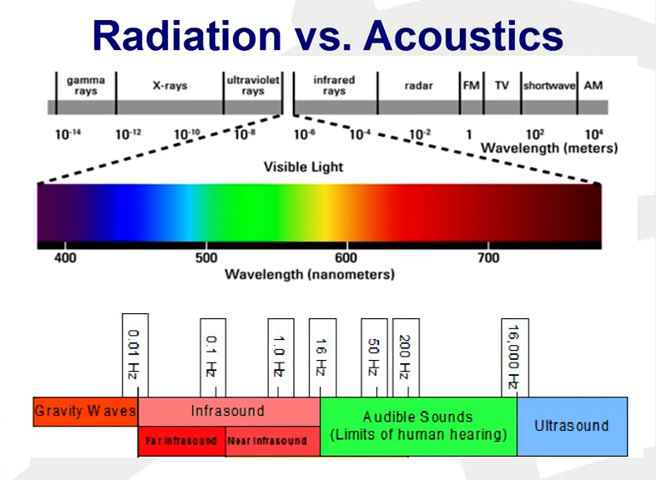 Radiation vs. Acoustics
gamma rays X-rays ultraviolet rays infrared rays radar FM TV shortwave AM
10-14 10-12 10-10 10-8 10-6 10-4 10-2 1 10² 10⁴
Wavelength (meters)
Visible Light
400 500 600 700
Wavelength (nanometers)
0.01 Hz 0.1 Hz 1.0 Hz 16 Hz 50 Hz 200 Hz 16,000 Hz
Gravity Waves Infrasound Audible Sounds
(Limits of human hearing) Ultrasound
Far Infrasound Near Infrasound